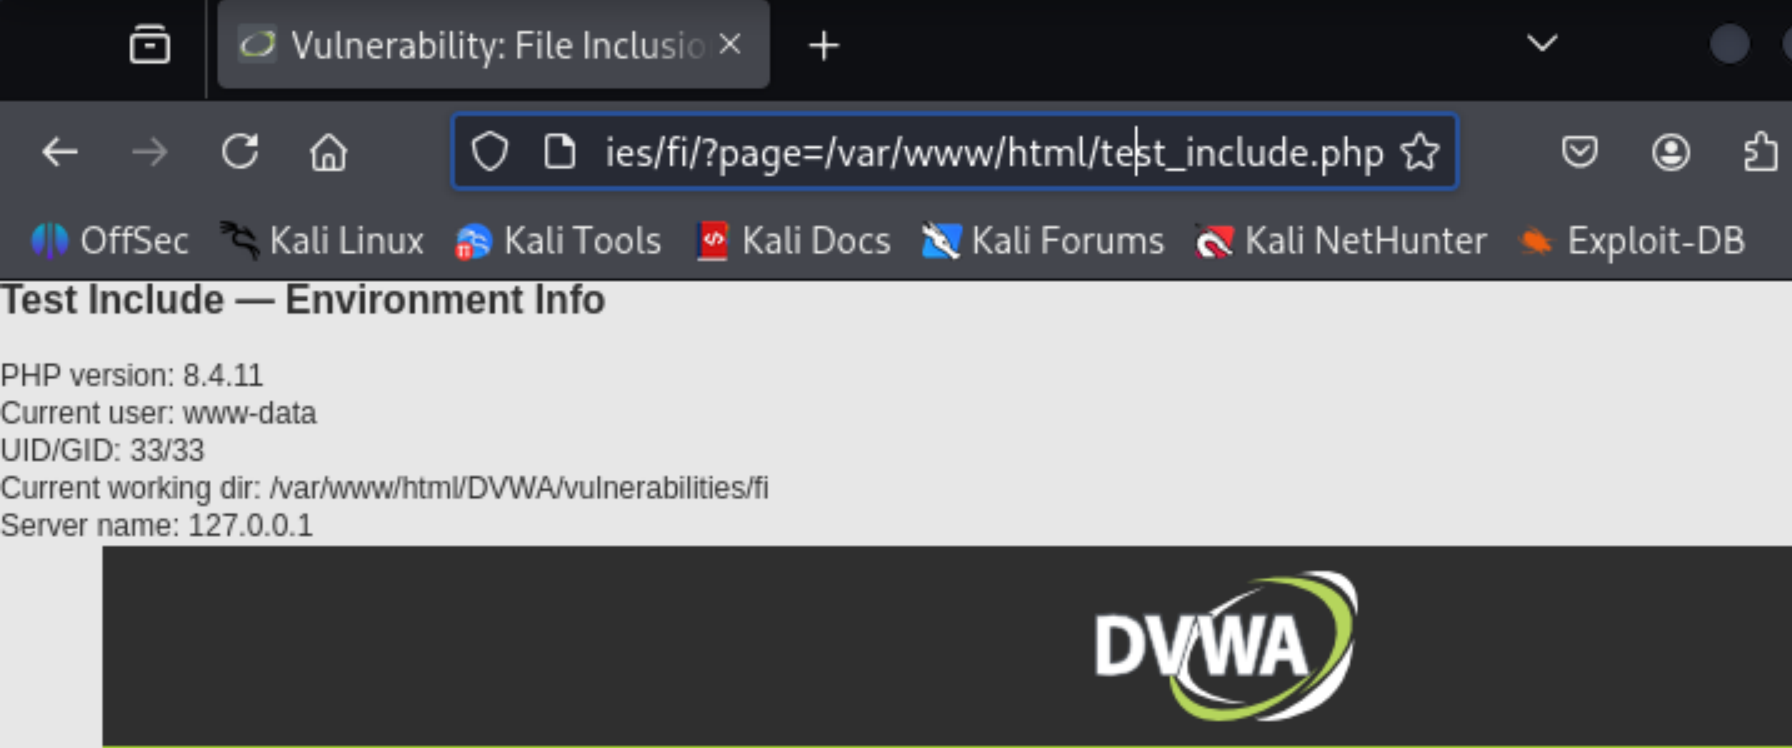 Vulnerability: File Inclusio
ies/fi/?page=/var/www/html/test_include.php
OffSec Kali Linux Kali Tools Kali Docs Kali Forums Kali NetHunter Exploit-DB
Test Include — Environment Info
PHP version: 8.4.11
Current user: www-data
UID/GID: 33/33
Current working dir: /var/www/html/DVWA/vulnerabilities/fi
Server name: 127.0.0.1
DVWA